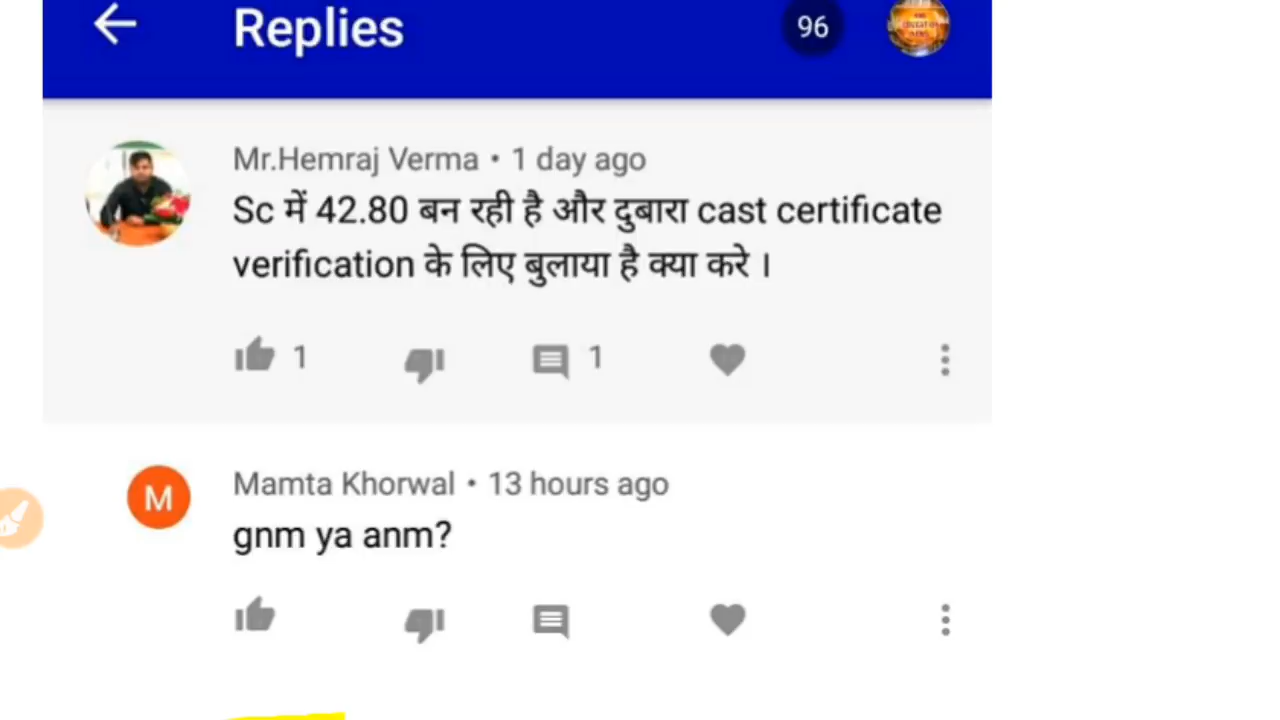 Replies
96
Mr.Hemraj Verma • 1 day ago
Sc में 42.80 बन रही है और दुबारा cast certificate
verification के लिए बुलाया है क्या करे ।
1
1
M
Mamta Khorwal • 13 hours ago
gnm ya anm?